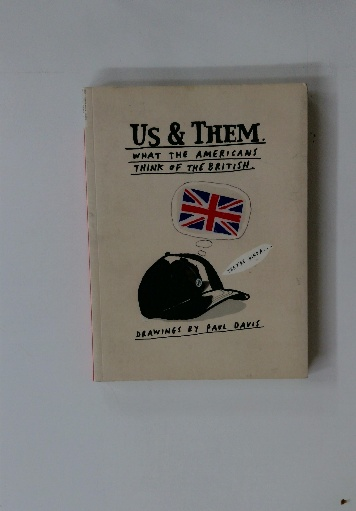 US & THEM.
WHAT THE AMERICANS
THINK OF THE BRITISH.
DRAWINGS BY PAUL DAVIS.